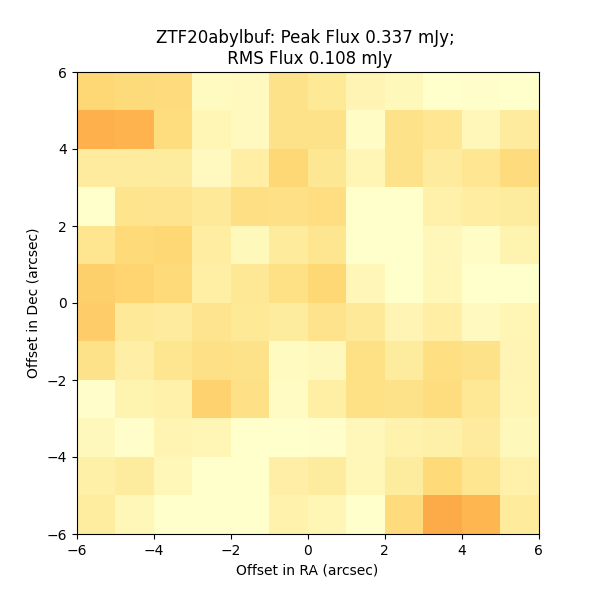 ZTF20abylbuf: Peak Flux 0.337 mJy;
RMS Flux 0.108 mJy
6
4
2
0
−2
−4
−6
Offset in Dec (arcsec)
−6 −4 −2 0 2 4 6
Offset in RA (arcsec)